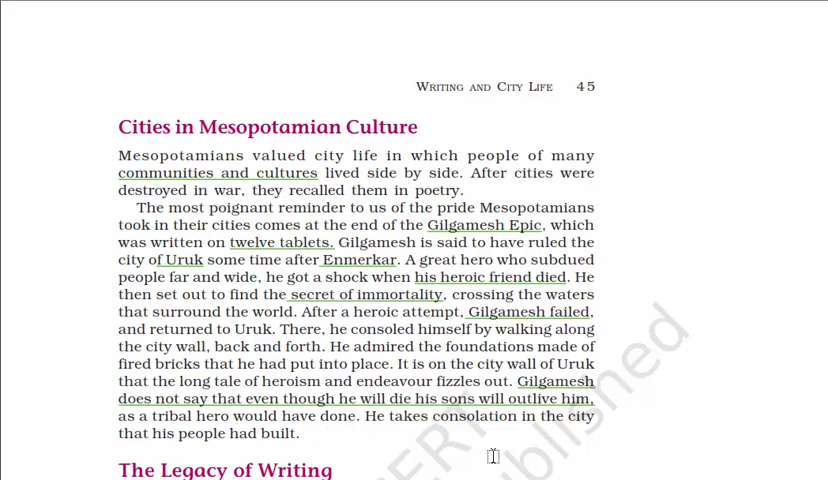 WRITING AND CITY LIFE 45
Cities in Mesopotamian Culture
Mesopotamians valued city life in which people of many
communities and cultures lived side by side. After cities were
destroyed in war, they recalled them in poetry.
The most poignant reminder to us of the pride Mesopotamians
took in their cities comes at the end of the Gilgamesh Epic, which
was written on twelve tablets. Gilgamesh is said to have ruled the
city of Uruk some time after Enmerkar. A great hero who subdued
people far and wide, he got a shock when his heroic friend died. He
then set out to find the secret of immortality, crossing the waters
that surround the world. After a heroic attempt, Gilgamesh failed,
and returned to Uruk. There, he consoled himself by walking along
the city wall, back and forth. He admired the foundations made of
fired bricks that he had put into place. It is on the city wall of Uruk
that the long tale of heroism and endeavour fizzles out. Gilgamesh
does not say that even though he will die his sons will outlive him,
as a tribal hero would have done. He takes consolation in the city
that his people had built.
The Legacy of Writing